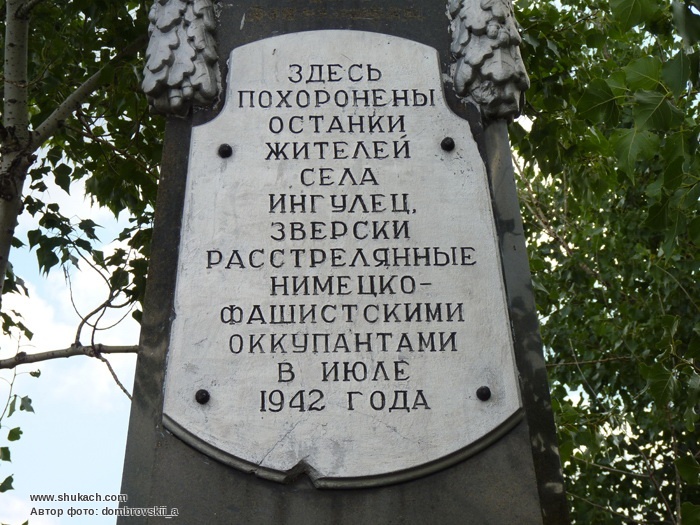 ЗДЕСЬ
ПОХОРОНЕНЫ
ОСТАНКИ
ЖИТЕЛЕЙ
СЕЛА
ИНГУЛЕЦ,
ЗВЕРСКИ
РАССТРЕЛЯННЫЕ
НИМЕЦКО-
ФАШИСТСКИМИ
ОККУПАНТАМИ
В ИЮЛЕ
1942 ГОДА
www.shukach.com
Автор фото: dombrovskii_a